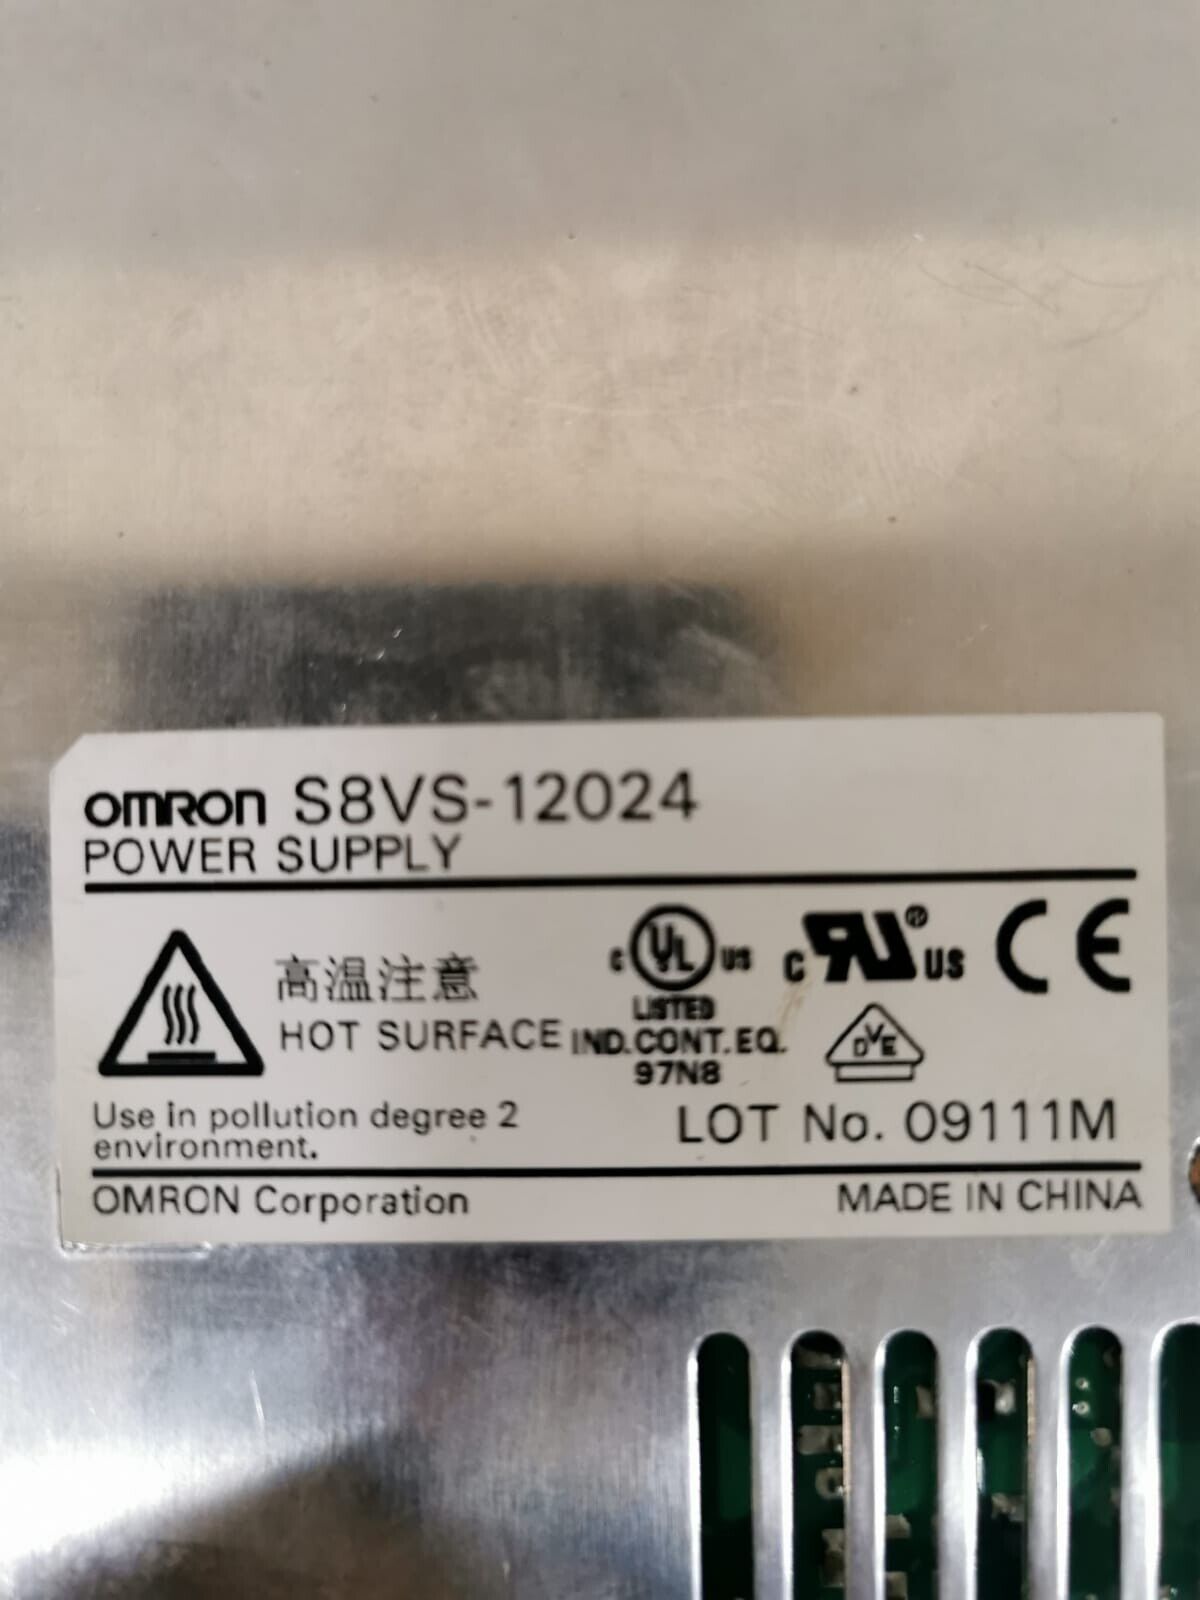 OMRON S8VS-12024
POWER SUPPLY
高温注意
HOT SURFACE
C UL US
LISTED
IND.CONT.EQ.
97N8
C RU® US
CE
DVE
Use in pollution degree 2
environment.
LOT No. 09111M
OMRON Corporation
MADE IN CHINA